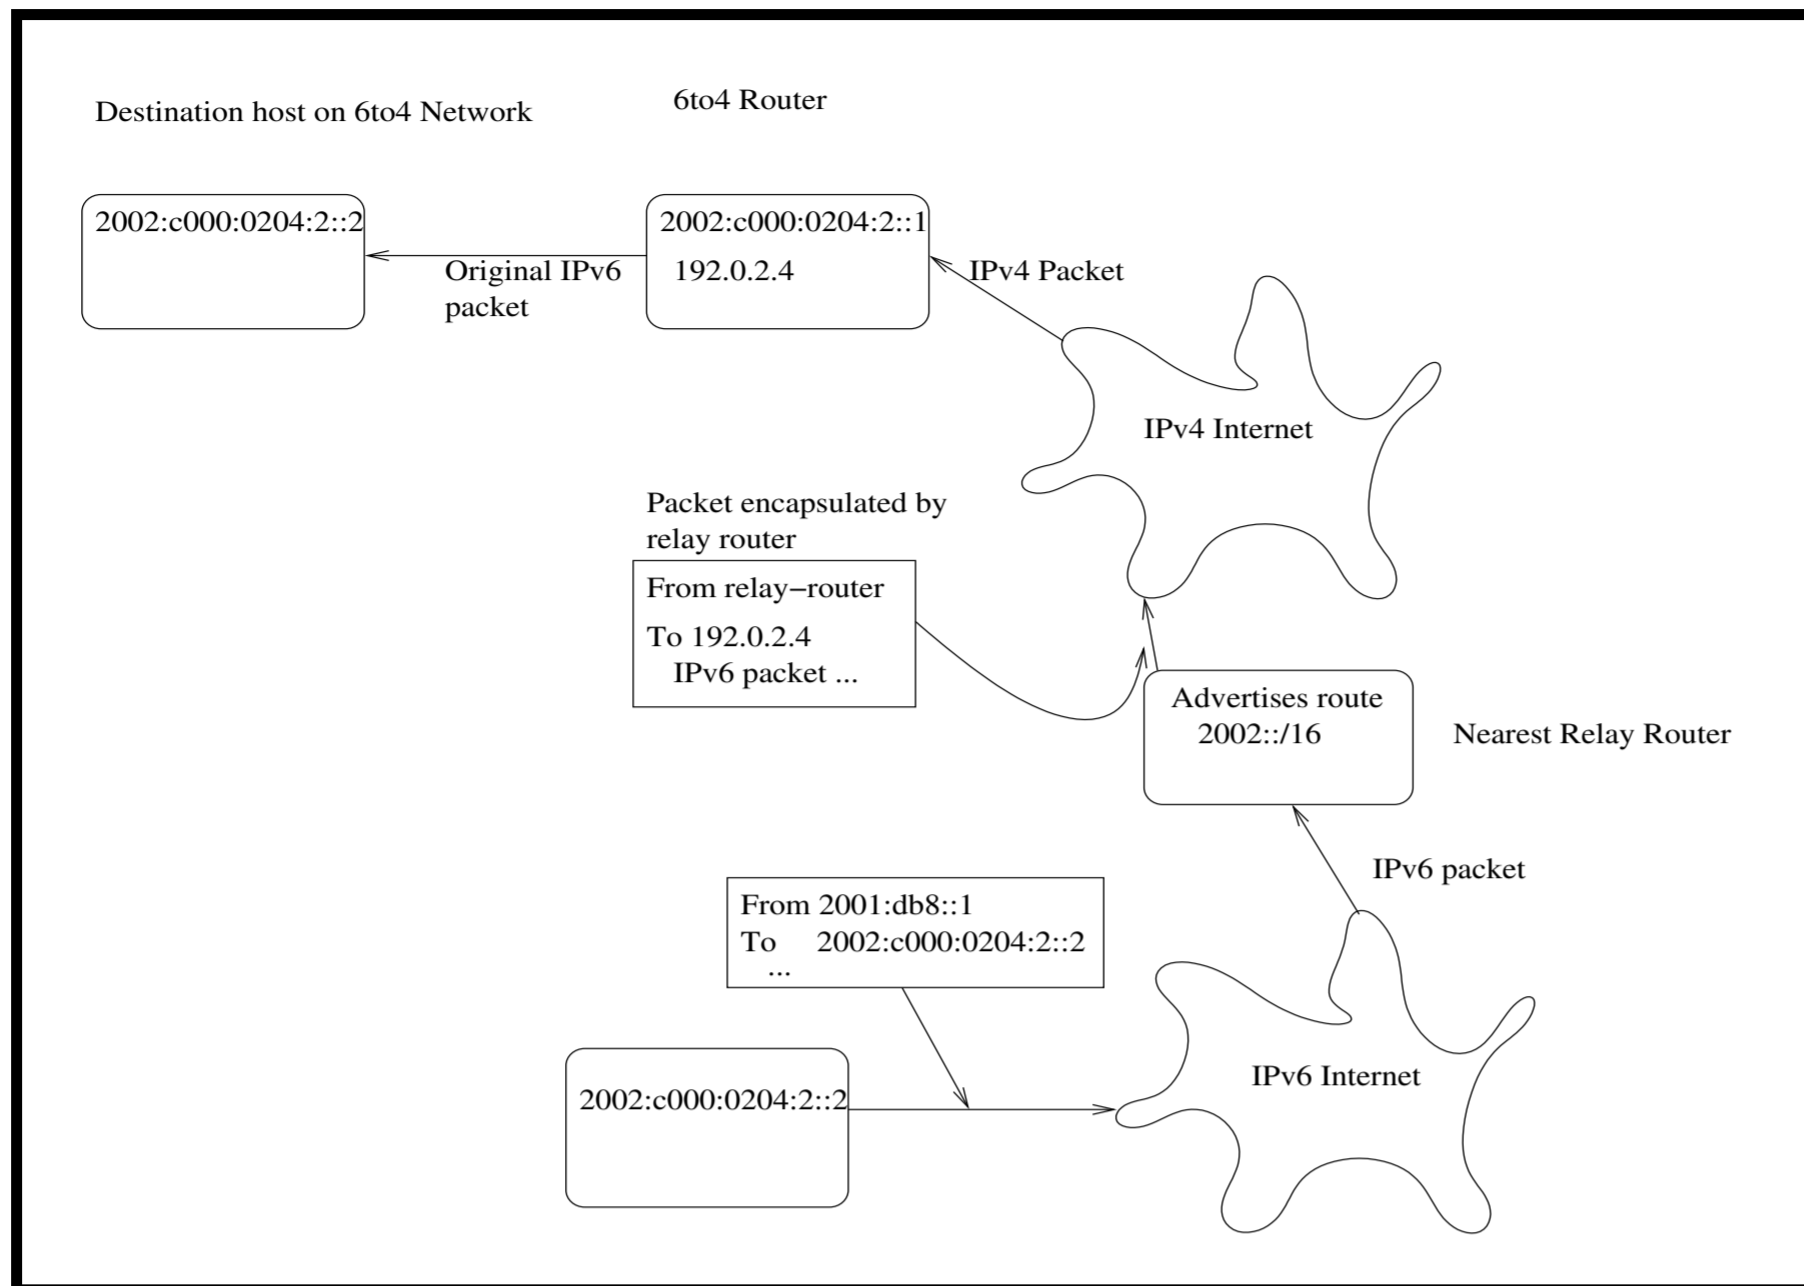 Destination host on 6to4 Network
6to4 Router
2002:c000:0204:2::2
2002:c000:0204:2::1
192.0.2.4
Original IPv6
packet
IPv4 Packet
IPv4 Internet
Packet encapsulated by
relay router
From relay−router
To 192.0.2.4
IPv6 packet ...
Advertises route
2002::/16
Nearest Relay Router
IPv6 packet
From 2001:db8::1
To 2002:c000:0204:2::2
...
2002:c000:0204:2::2
IPv6 Internet